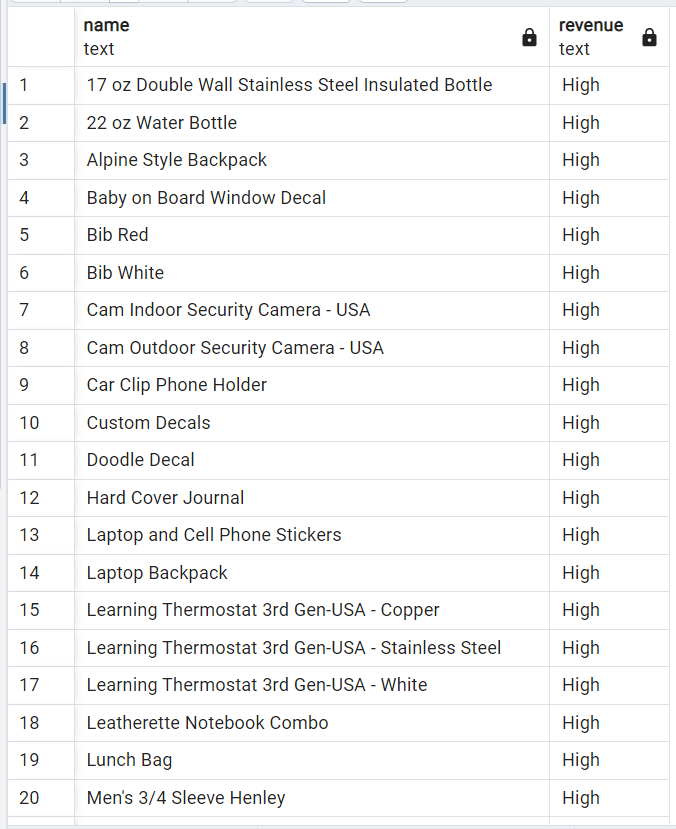 name revenue
text text
1 17 oz Double Wall Stainless Steel Insulated Bottle High
2 22 oz Water Bottle High
3 Alpine Style Backpack High
4 Baby on Board Window Decal High
5 Bib Red High
6 Bib White High
7 Cam Indoor Security Camera - USA High
8 Cam Outdoor Security Camera - USA High
9 Car Clip Phone Holder High
10 Custom Decals High
11 Doodle Decal High
12 Hard Cover Journal High
13 Laptop and Cell Phone Stickers High
14 Laptop Backpack High
15 Learning Thermostat 3rd Gen-USA - Copper High
16 Learning Thermostat 3rd Gen-USA - Stainless Steel High
17 Learning Thermostat 3rd Gen-USA - White High
18 Leatherette Notebook Combo High
19 Lunch Bag High
20 Men's 3/4 Sleeve Henley High